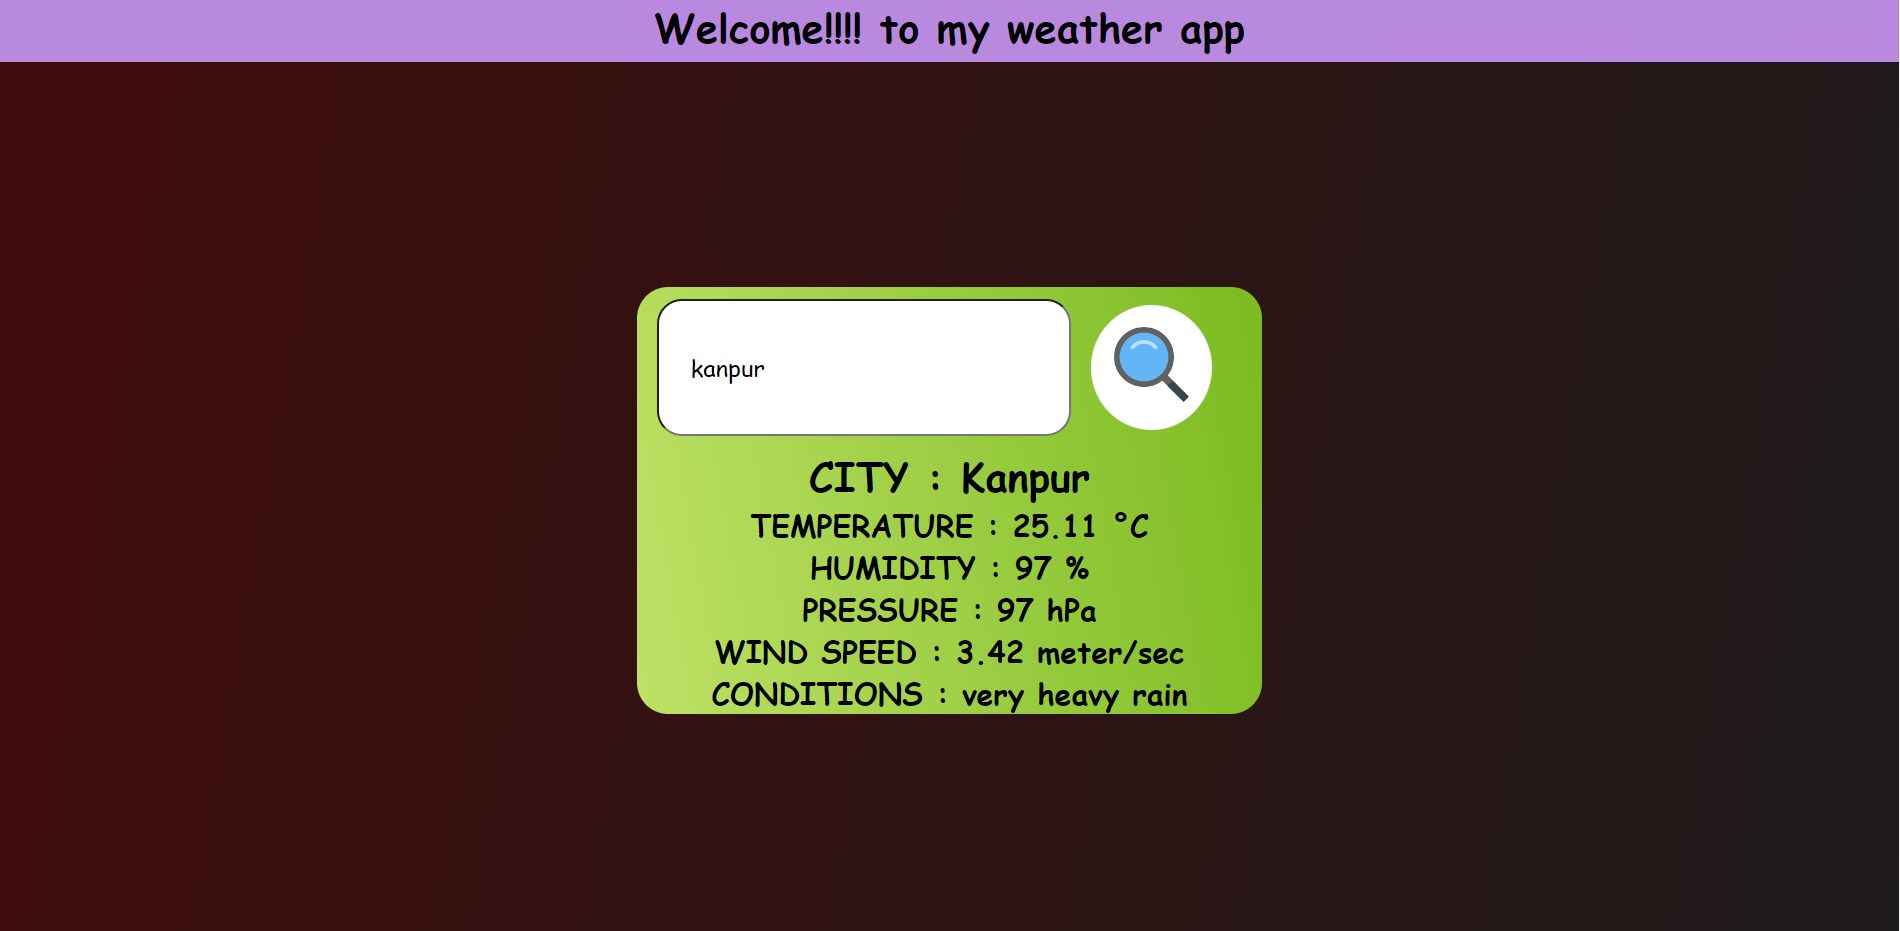 Welcome!!!! to my weather app
kanpur
CITY : Kanpur
TEMPERATURE : 25.11 °C
HUMIDITY : 97 %
PRESSURE : 97 hPa
WIND SPEED : 3.42 meter/sec
CONDITIONS : very heavy rain